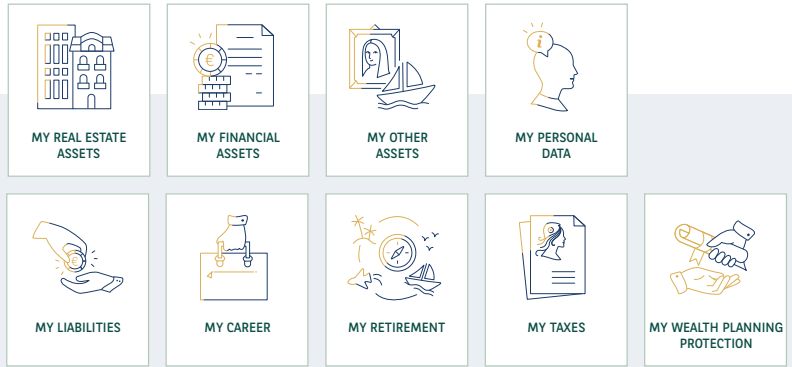 MY REAL ESTATE
ASSETS
€
MY FINANCIAL
ASSETS
MY OTHER
ASSETS
i
MY PERSONAL
DATA
€
MY LIABILITIES
MY CAREER
MY RETIREMENT
MY TAXES
MY WEALTH PLANNING
PROTECTION